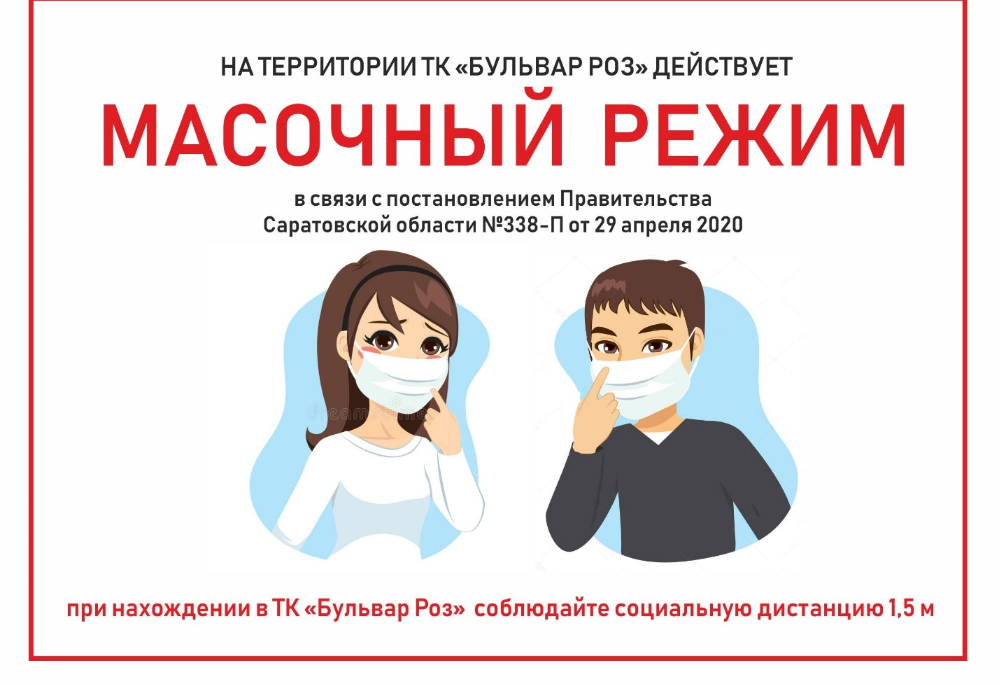 НА ТЕРРИТОРИИ ТК «БУЛЬВАР РОЗ» ДЕЙСТВУЕТ
МАСОЧНЫЙ РЕЖИМ
в связи с постановлением Правительства
Саратовской области №338-П от 29 апреля 2020
dreamstime
при нахождении в ТК «Бульвар Роз» соблюдайте социальную дистанцию 1,5 м